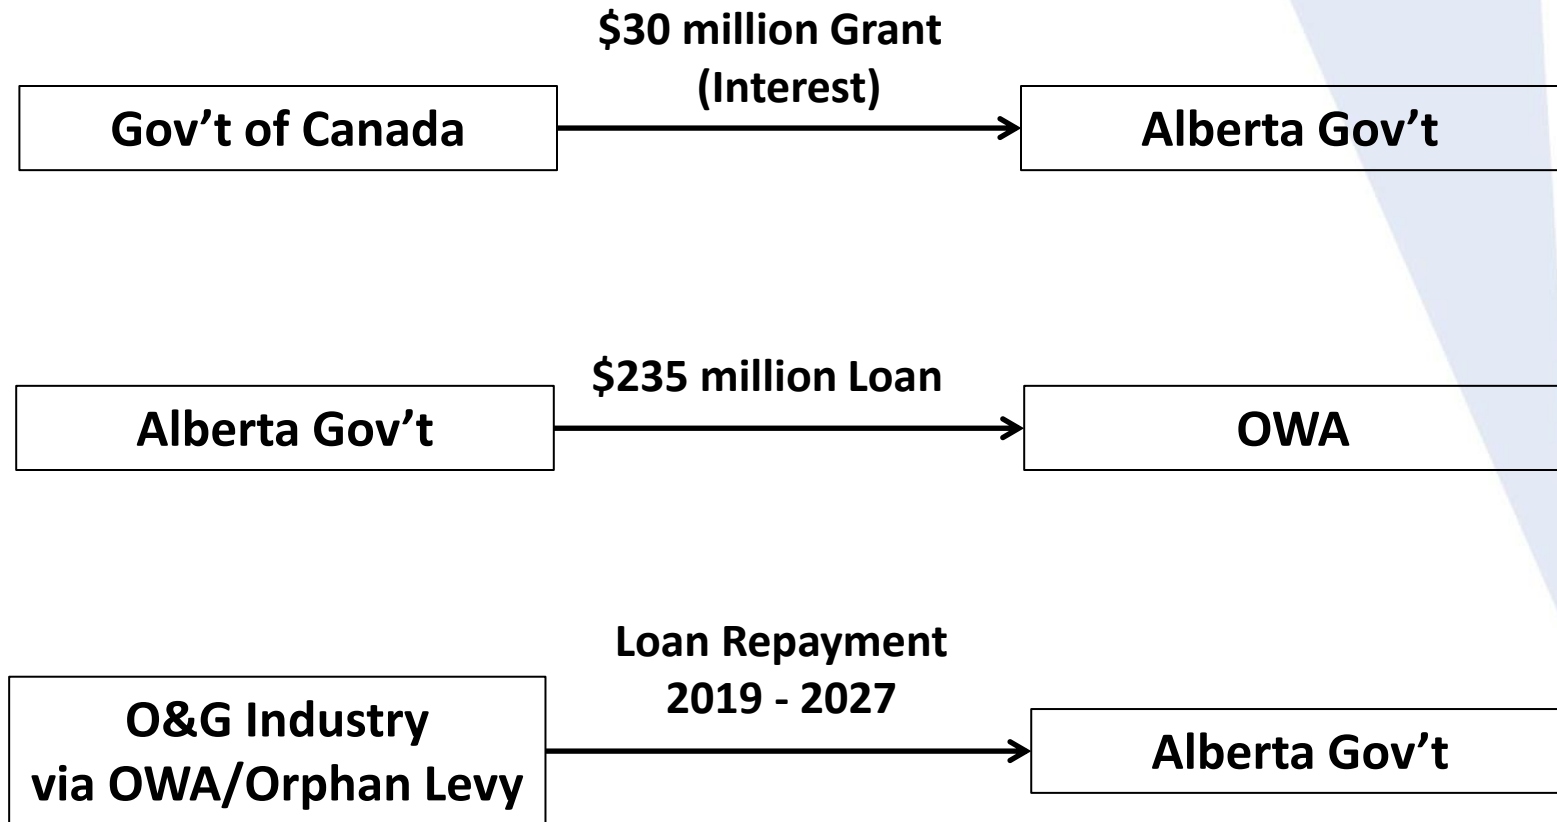 $30 million Grant
(Interest)
Gov’t of Canada
Alberta Gov’t
$235 million Loan
Alberta Gov’t
OWA
Loan Repayment
2019 - 2027
O&G Industry
via OWA/Orphan Levy
Alberta Gov’t